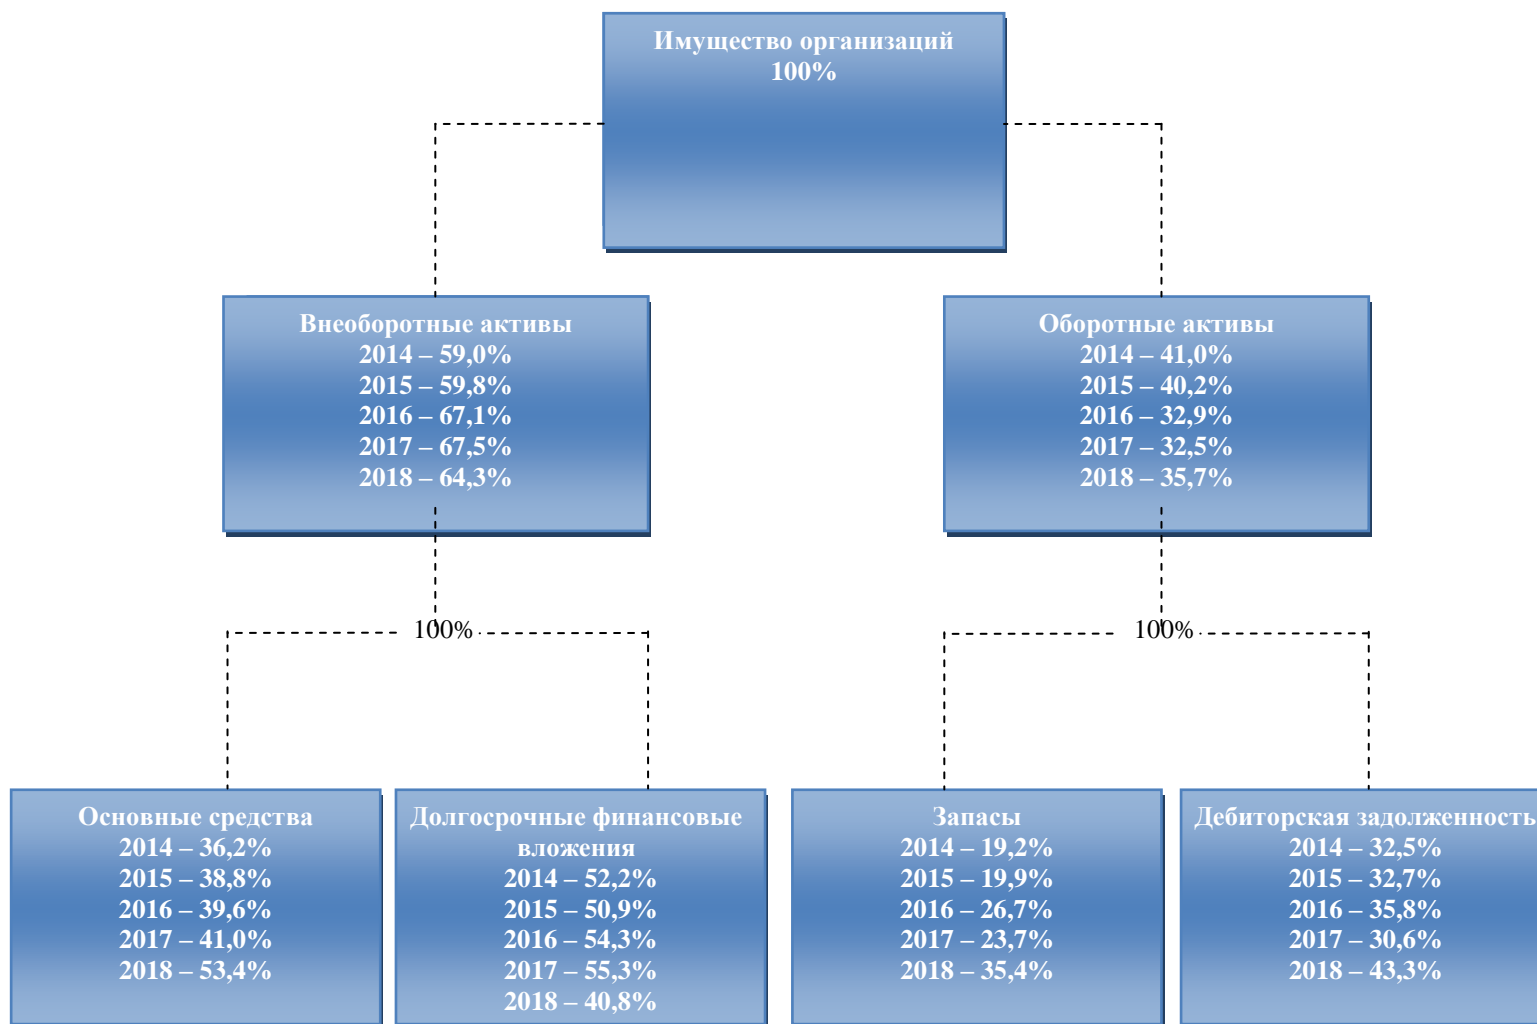 Имущество организаций
100%
Внеоборотные активы
2014 – 59,0%
2015 – 59,8%
2016 – 67,1%
2017 – 67,5%
2018 – 64,3%
Оборотные активы
2014 – 41,0%
2015 – 40,2%
2016 – 32,9%
2017 – 32,5%
2018 – 35,7%
100%
100%
Основные средства
2014 – 36,2%
2015 – 38,8%
2016 – 39,6%
2017 – 41,0%
2018 – 53,4%
Долгосрочные финансовые
вложения
2014 – 52,2%
2015 – 50,9%
2016 – 54,3%
2017 – 55,3%
2018 – 40,8%
Запасы
2014 – 19,2%
2015 – 19,9%
2016 – 26,7%
2017 – 23,7%
2018 – 35,4%
Дебиторская задолженность
2014 – 32,5%
2015 – 32,7%
2016 – 35,8%
2017 – 30,6%
2018 – 43,3%